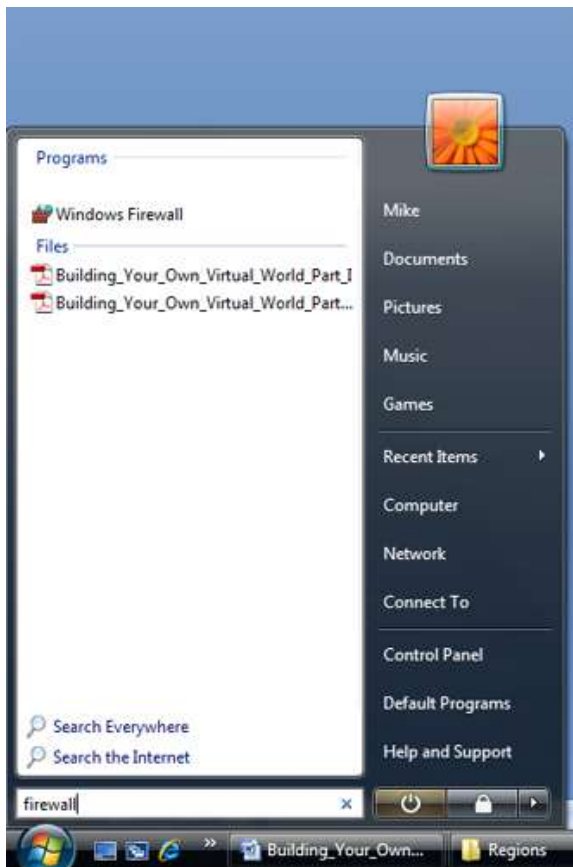 Programs
Windows Firewall
Files
Building_Your_Own_Virtual_World_Part_I
Building_Your_Own_Virtual_World_Part...
Search Everywhere
Search the Internet
firewall
Mike
Documents
Pictures
Music
Games
Recent Items
Computer
Network
Connect To
Control Panel
Default Programs
Help and Support
Building_Your_Own...
Regions